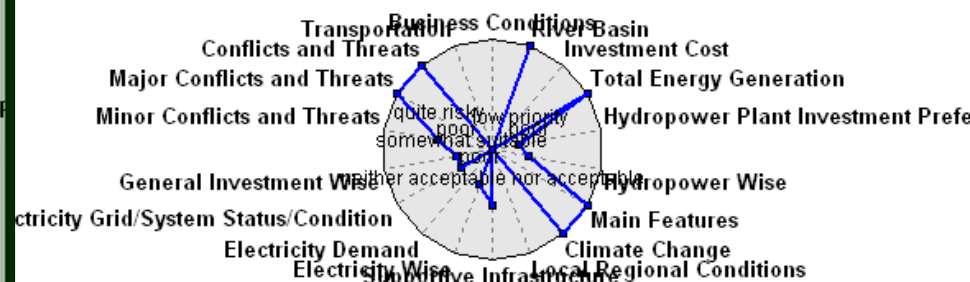 Business Conditions
Transportation
River Basin
Conflicts and Threats
Investment Cost
Major Conflicts and Threats
Total Energy Generation
quite risky
low priority
Minor Conflicts and Threats
Hydropower Plant Investment Prefe
poor
somewhat suitable
General Investment Wise
neither acceptable nor acceptable
Hydropower Wise
ctricity Grid/System Status/Condition
Main Features
Electricity Demand
Climate Change
Electricity Wise
Supportive Infrastructure
Local Regional Conditions